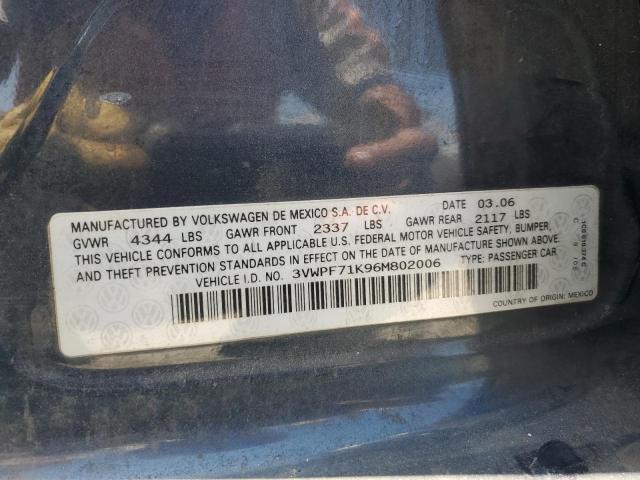 MANUFACTURED BY VOLKSWAGEN DE MEXICO S.A. DE C.V. DATE 03.06
GVWR 4344 LBS GAWR FRONT 2337 LBS GAWR REAR 2117 LBS
THIS VEHICLE CONFORMS TO ALL APPLICABLE U.S. FEDERAL MOTOR VEHICLE SAFETY, BUMPER,
AND THEFT PREVENTION STANDARDS IN EFFECT ON THE DATE OF MANUFACTURE SHOWN ABOVE.
VEHICLE I.D. NO. 3VWPF71K96M802006 TYPE: PASSENGER CAR
COUNTRY OF ORIGIN: MEXICO